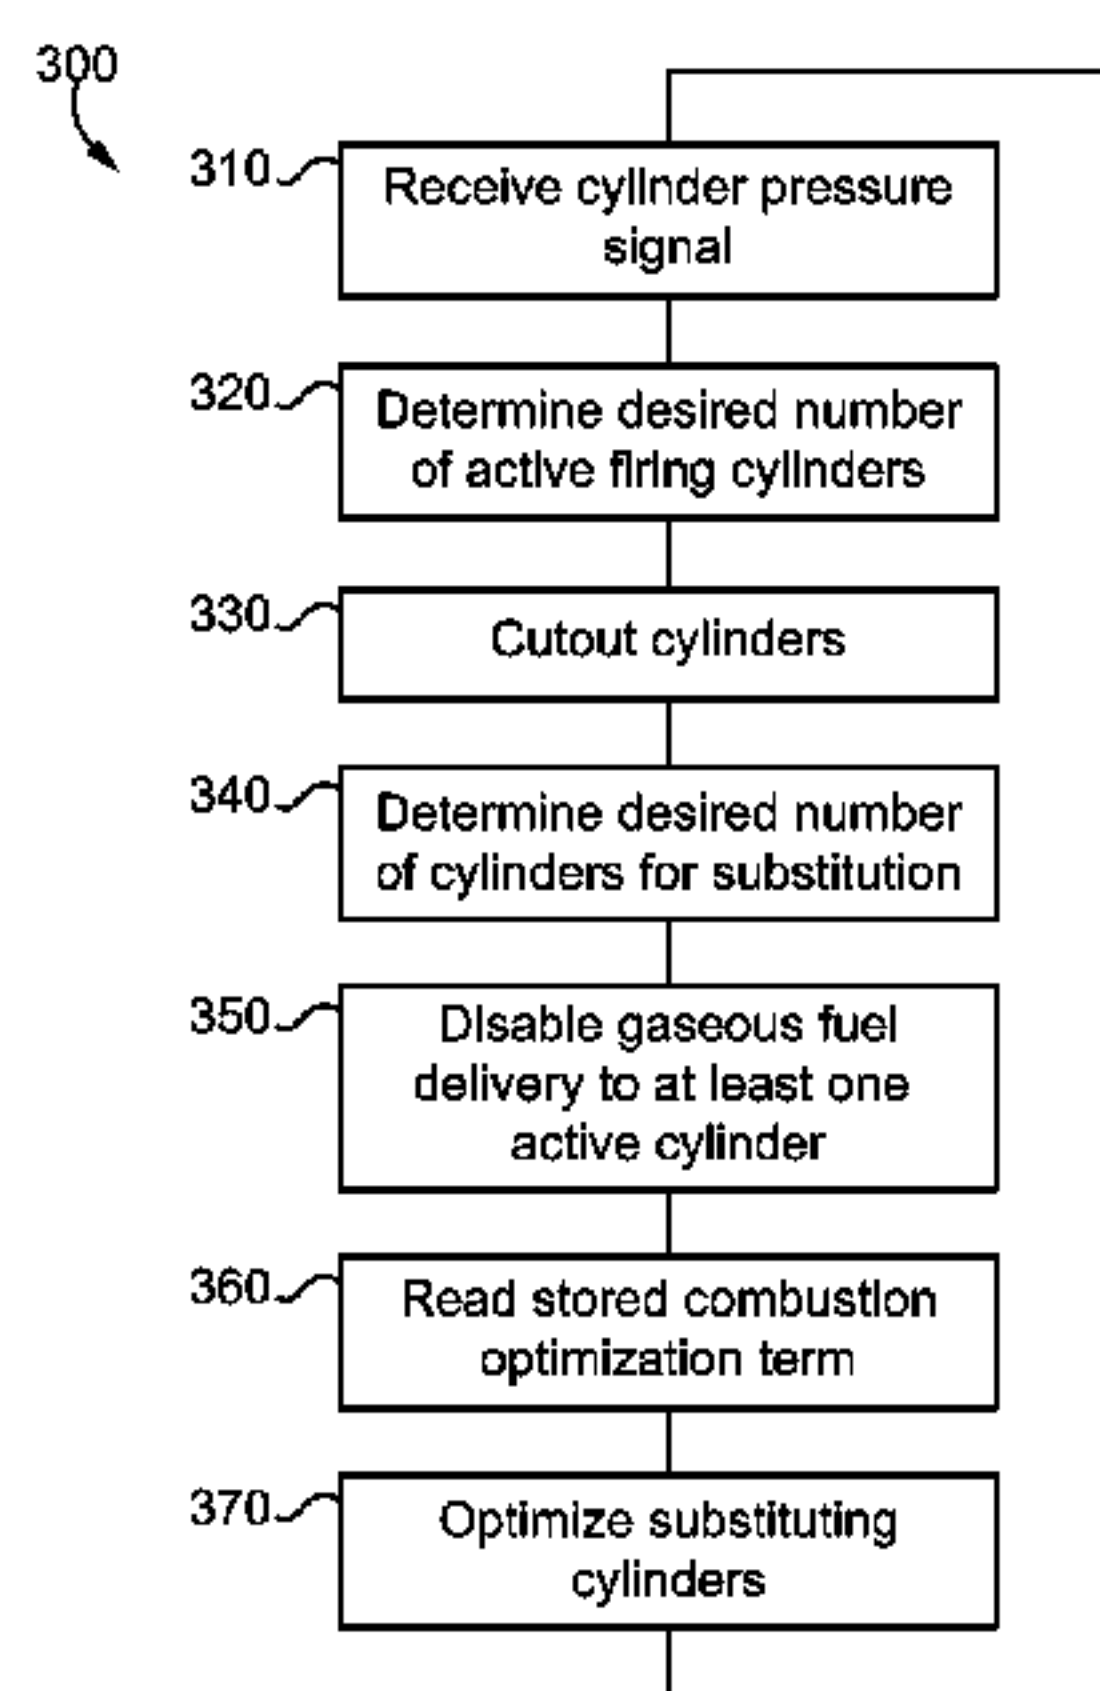 300
310
Receive cylinder pressure
signal
320
Determine desired number
of active firing cylinders
330
Cutout cylinders
340
Determine desired number
of cylinders for substitution
350
Disable gaseous fuel
delivery to at least one
active cylinder
360
Read stored combustion
optimization term
370
Optimize substituting
cylinders